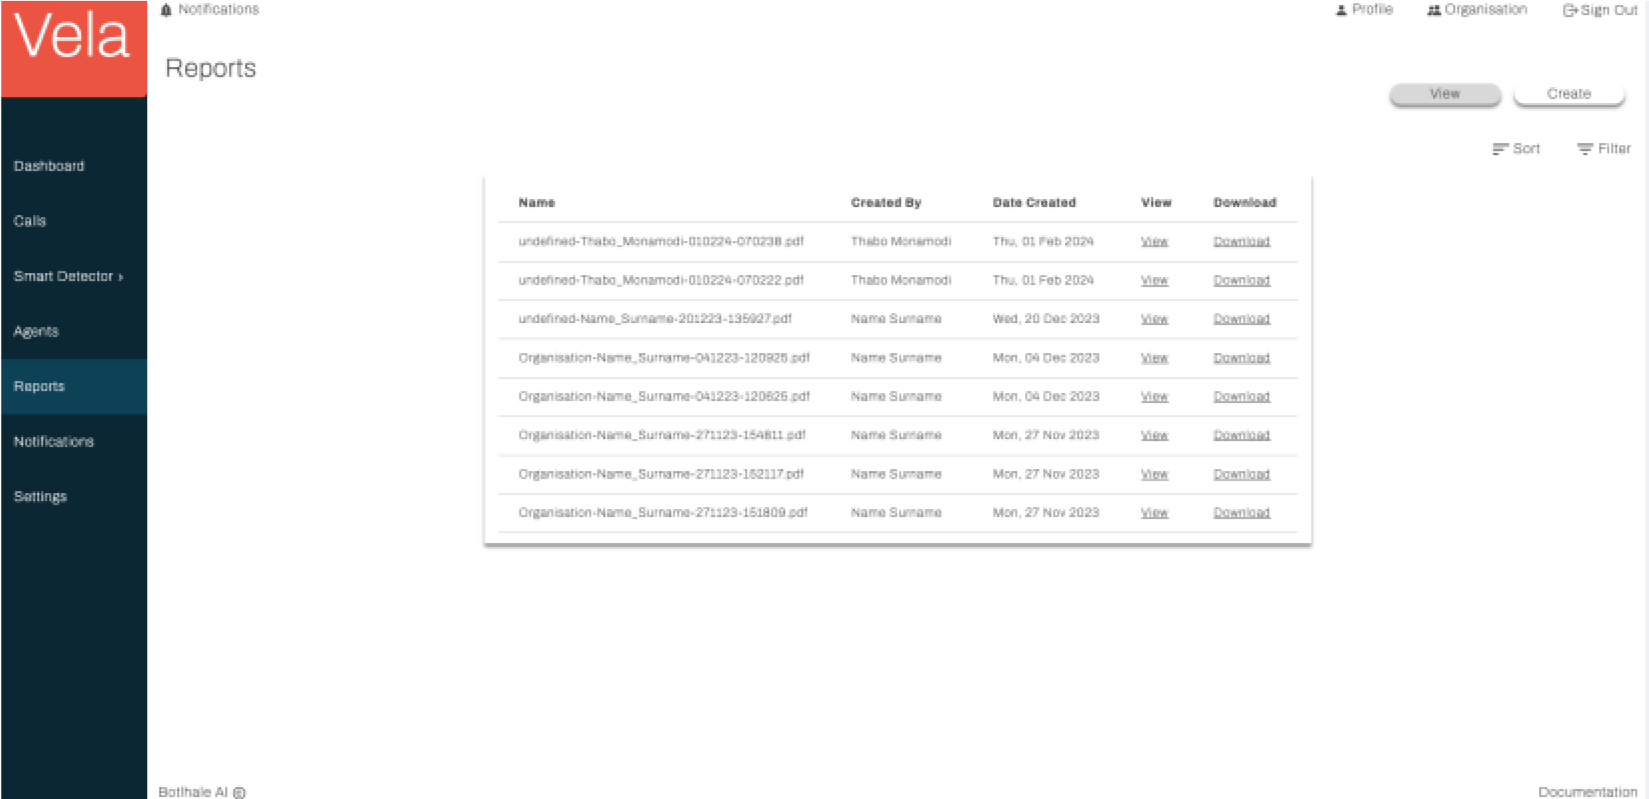 Vela
Notifications
Profile
Organisation
Sign Out
Reports
View
Create
Sort
Filter
Dashboard
Calls
Smart Detector ›
Agents
Reports
Notifications
Settings
Name Created By Date Created View Download
undefined-Thabo_Monamodi-010224-070238.pdf Thabo Monamodi Thu, 01 Feb 2024 View Download
undefined-Thabo_Monamodi-010224-070222.pdf Thabo Monamodi Thu, 01 Feb 2024 View Download
undefined-Name_Surname-201223-135927.pdf Name Surname Wed, 20 Dec 2023 View Download
Organisation-Name_Surname-041223-120925.pdf Name Surname Mon, 04 Dec 2023 View Download
Organisation-Name_Surname-041223-120625.pdf Name Surname Mon, 04 Dec 2023 View Download
Organisation-Name_Surname-271123-154811.pdf Name Surname Mon, 27 Nov 2023 View Download
Organisation-Name_Surname-271123-152117.pdf Name Surname Mon, 27 Nov 2023 View Download
Organisation-Name_Surname-271123-151809.pdf Name Surname Mon, 27 Nov 2023 View Download
Botlhale AI ©
Documentation